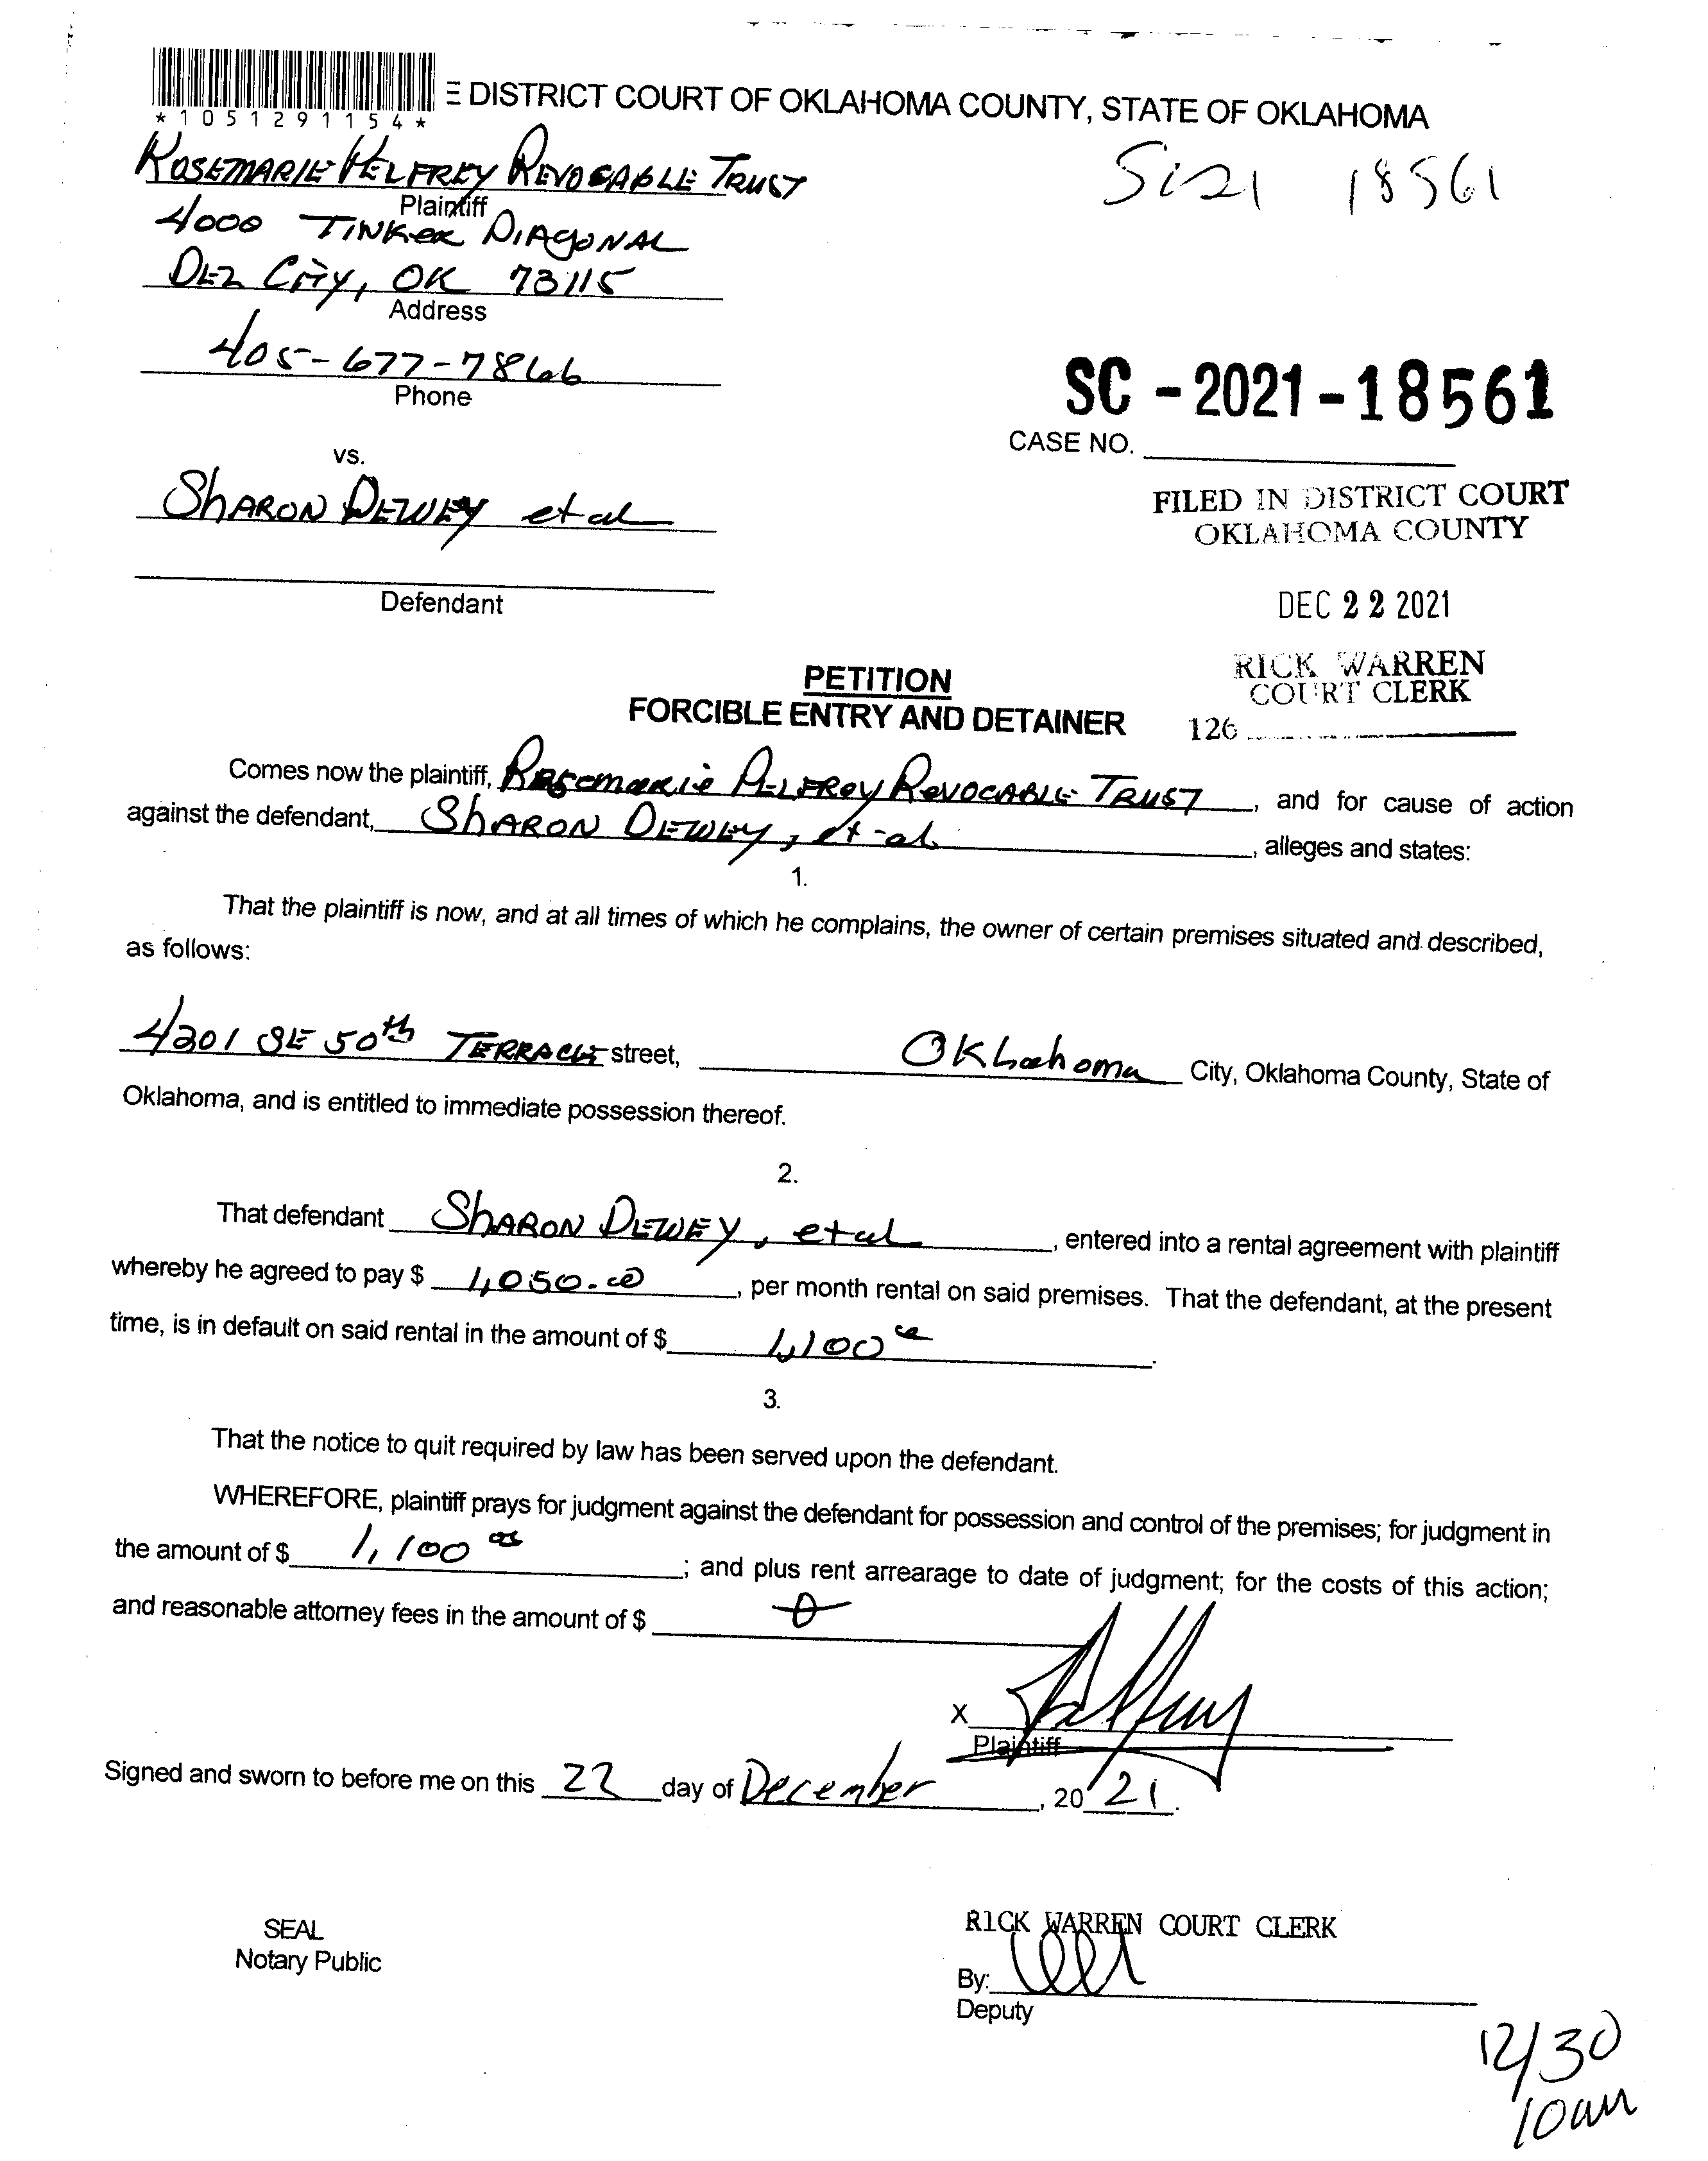 *1051291154*
E DISTRICT COURT OF OKLAHOMA COUNTY, STATE OF OKLAHOMA
ROSEMARIE PELFREY REVOCABLE TRUST
Plaintiff
18561
4000 TINKER DIAGONAL
DEL CITY, OK 73115
Address
405-677-7866
Phone
SC-2021-18561
CASE NO.
vs.
SHARON DEWEY et al
Defendant
FILED IN DISTRICT COURT
OKLAHOMA COUNTY
DEC 22 2021
RICK WARREN
COURT CLERK
126
PETITION
FORCIBLE ENTRY AND DETAINER
Comes now the plaintiff, Rosemarie PELFREY REVOCABLE TRUST, and for cause of action
against the defendant, SHARON DEWEY, et-al, alleges and states:
1.
That the plaintiff is now, and at all times of which he complains, the owner of certain premises situated and described,
as follows:
4201 SE 50th TERRACE street, Oklahoma City, Oklahoma County, State of
Oklahoma, and is entitled to immediate possession thereof.
2.
That defendant SHARON DEWEY, et al, entered into a rental agreement with plaintiff
whereby he agreed to pay $ 1,050.00, per month rental on said premises. That the defendant, at the present
time, is in default on said rental in the amount of $ 1,100 00.
3.
That the notice to quit required by law has been served upon the defendant.
WHEREFORE, plaintiff prays for judgment against the defendant for possession and control of the premises; for judgment in
the amount of $ 1,100 00; and plus rent arrearage to date of judgment; for the costs of this action;
and reasonable attorney fees in the amount of $ 0
X
Plaintiff
Signed and sworn to before me on this 22 day of December, 20 21.
SEAL
Notary Public
RICK WARREN COURT CLERK
By:
Deputy
12/30
10am